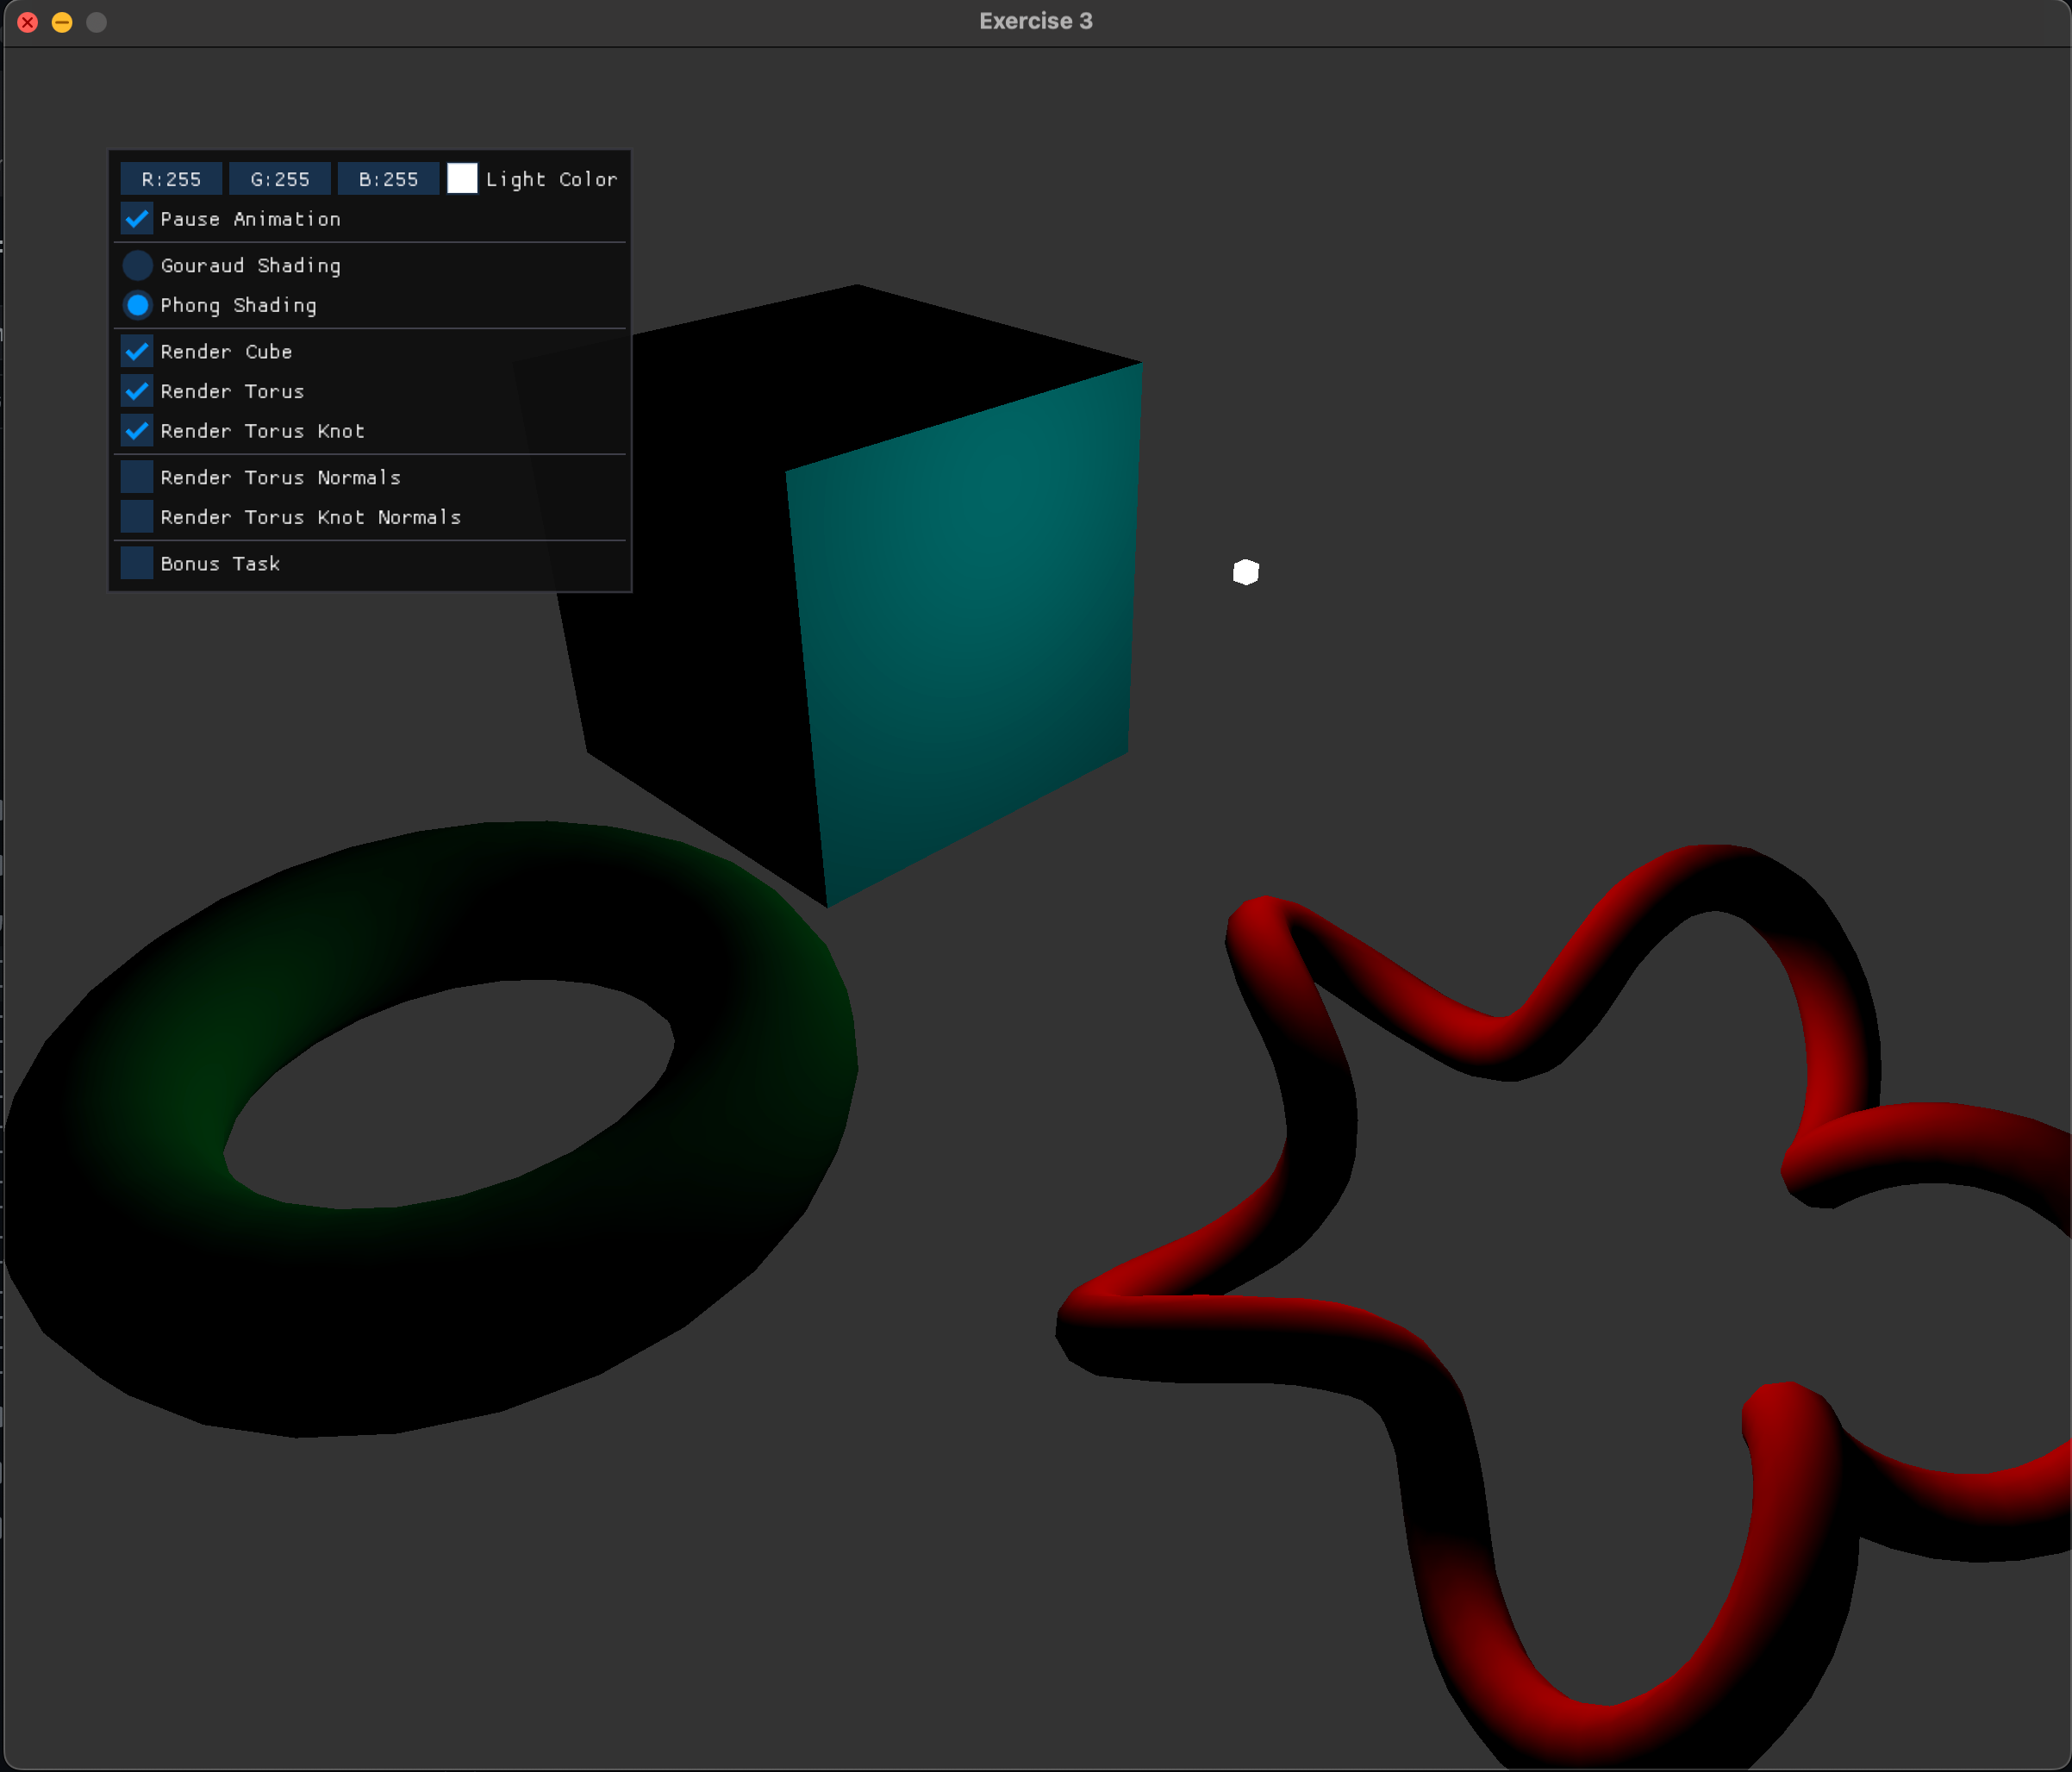 Exercise 3
R:255 G:255 B:255 Light Color
Pause Animation
Gouraud Shading
Phong Shading
Render Cube
Render Torus
Render Torus Knot
Render Torus Normals
Render Torus Knot Normals
Bonus Task